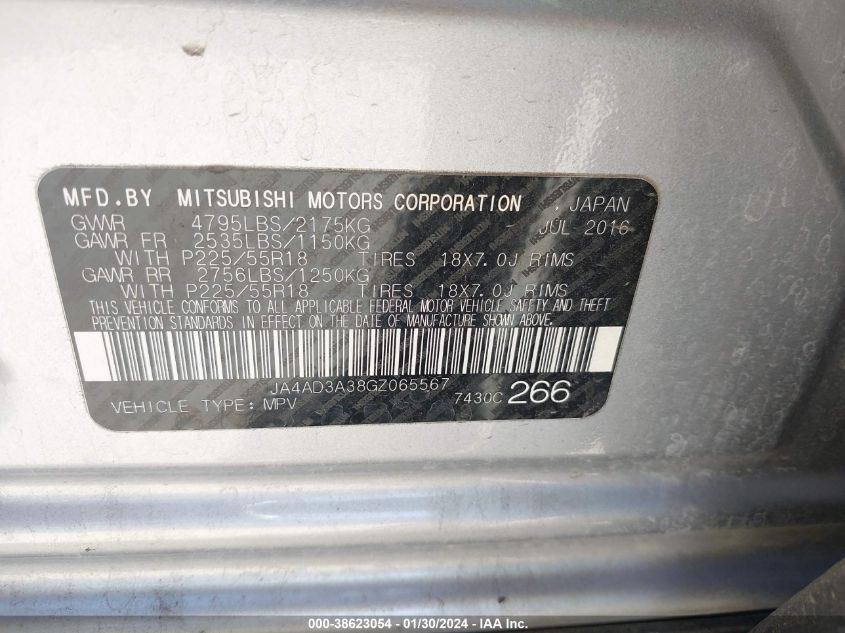 MFD.BY MITSUBISHI MOTORS CORPORATION JAPAN
GVWR 4795LBS/2175KG JUL 2016
GAWR FR 2535LBS/1150KG
WITH P225/55R18 TIRES 18X7.0J RIMS
GAWR RR 2756LBS/1250KG
WITH P225/55R18 TIRES 18X7.0J RIMS
THIS VEHICLE CONFORMS TO ALL APPLICABLE FEDERAL MOTOR VEHICLE SAFETY AND THEFT
PREVENTION STANDARDS IN EFFECT ON THE DATE OF MANUFACTURE SHOWN ABOVE.
JA4AD3A38GZ065567
VEHICLE TYPE: MPV 7430C 266
000-38623054 - 01/30/2024 - IAA Inc.